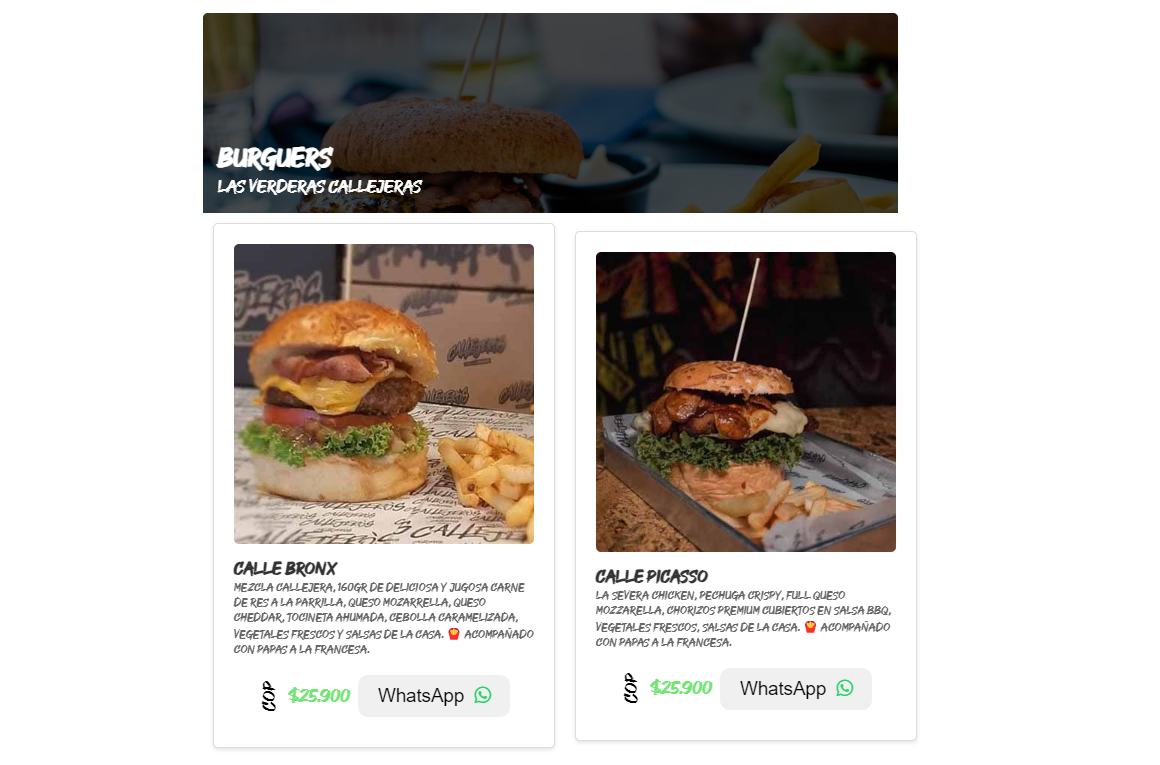 BURGUERS
LAS VERDERAS CALLEJERAS
CALLEJERO'S
CALLE BRONX
MEZCLA CALLEJERA, 160GR DE DELICIOSA Y JUGOSA CARNE
DE RES A LA PARRILLA, QUESO MOZARRELLA, QUESO
CHEDDAR, TOCINETA AHUMADA, CEBOLLA CARAMELIZADA,
VEGETALES FRESCOS Y SALSAS DE LA CASA. 🍟 ACOMPAÑADO
CON PAPAS A LA FRANCESA.
COP $25.900 WhatsApp
CALLE PICASSO
LA SEVERA CHICKEN, PECHUGA CRISPY, FULL QUESO
MOZZARELLA, CHORIZOS PREMIUM CUBIERTOS EN SALSA BBQ,
VEGETALES FRESCOS, SALSAS DE LA CASA. 🍟 ACOMPAÑADO
CON PAPAS A LA FRANCESA.
COP $25.900 WhatsApp